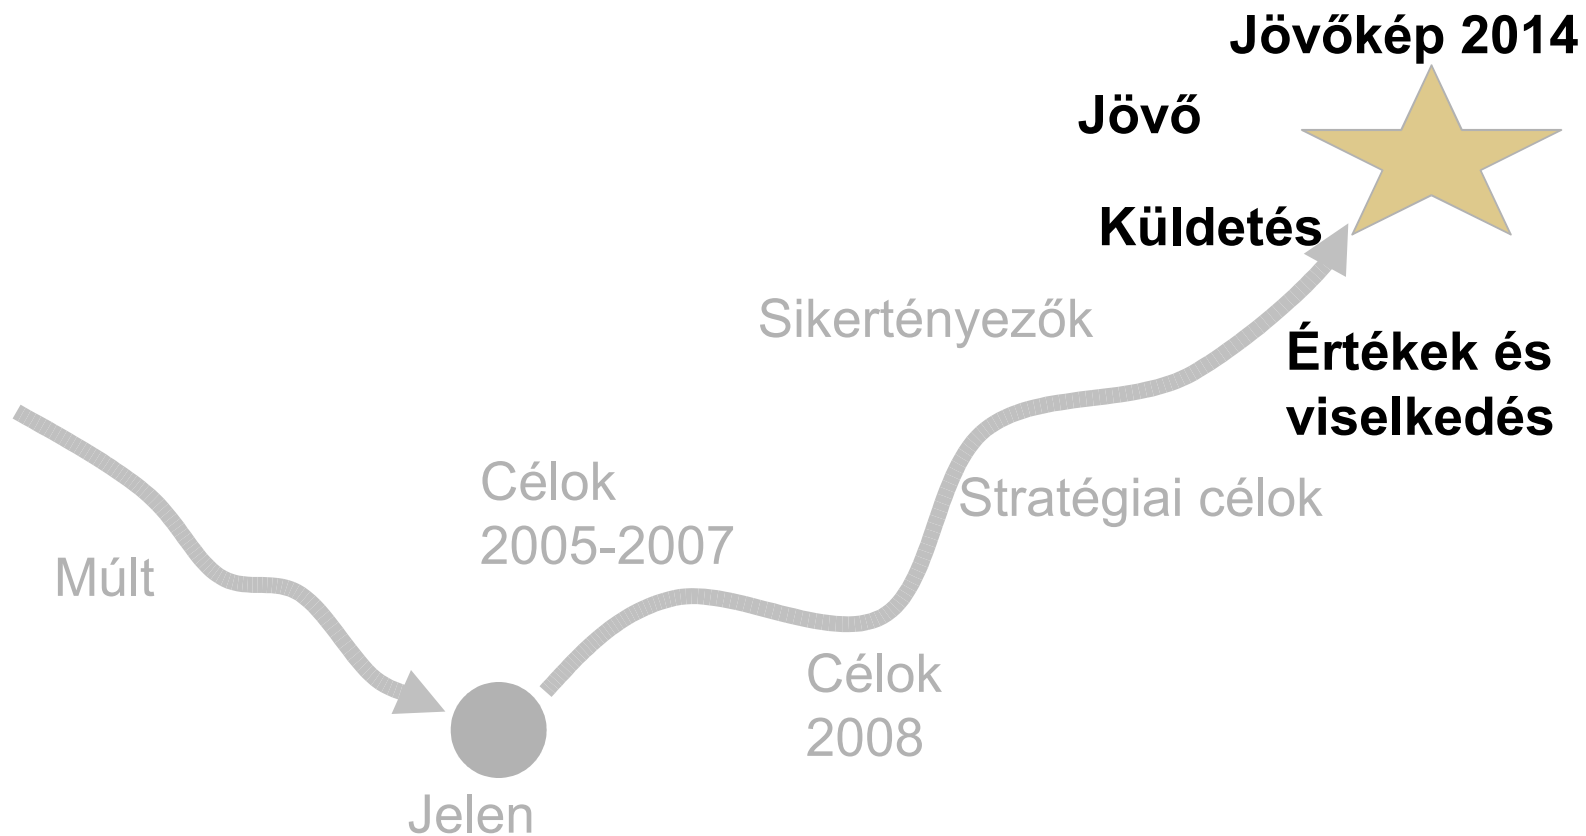 Jövőkép 2014
Jövő
Küldetés
Sikertényezők
Értékek és
viselkedés
Célok
2005-2007
Stratégiai célok
Múlt
Célok
2008
Jelen